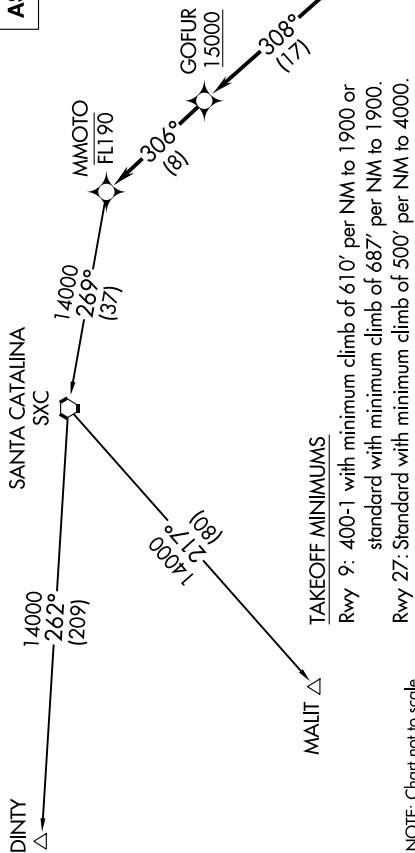 AS
GOFUR
15000
308°
(17)
MMOTO
FL190
306°
(8)
14000
269°
(37)
SANTA CATALINA
SXC
14000
262°
(209)
14000
217°
(80)
DINTY
MALIT
TAKEOFF MINIMUMS
Rwy 9: 400-1 with minimum climb of 610' per NM to 1900 or
standard with minimum climb of 687' per NM to 1900.
Rwy 27: Standard with minimum climb of 500' per NM to 4000.
NOTE: Chart not to scale